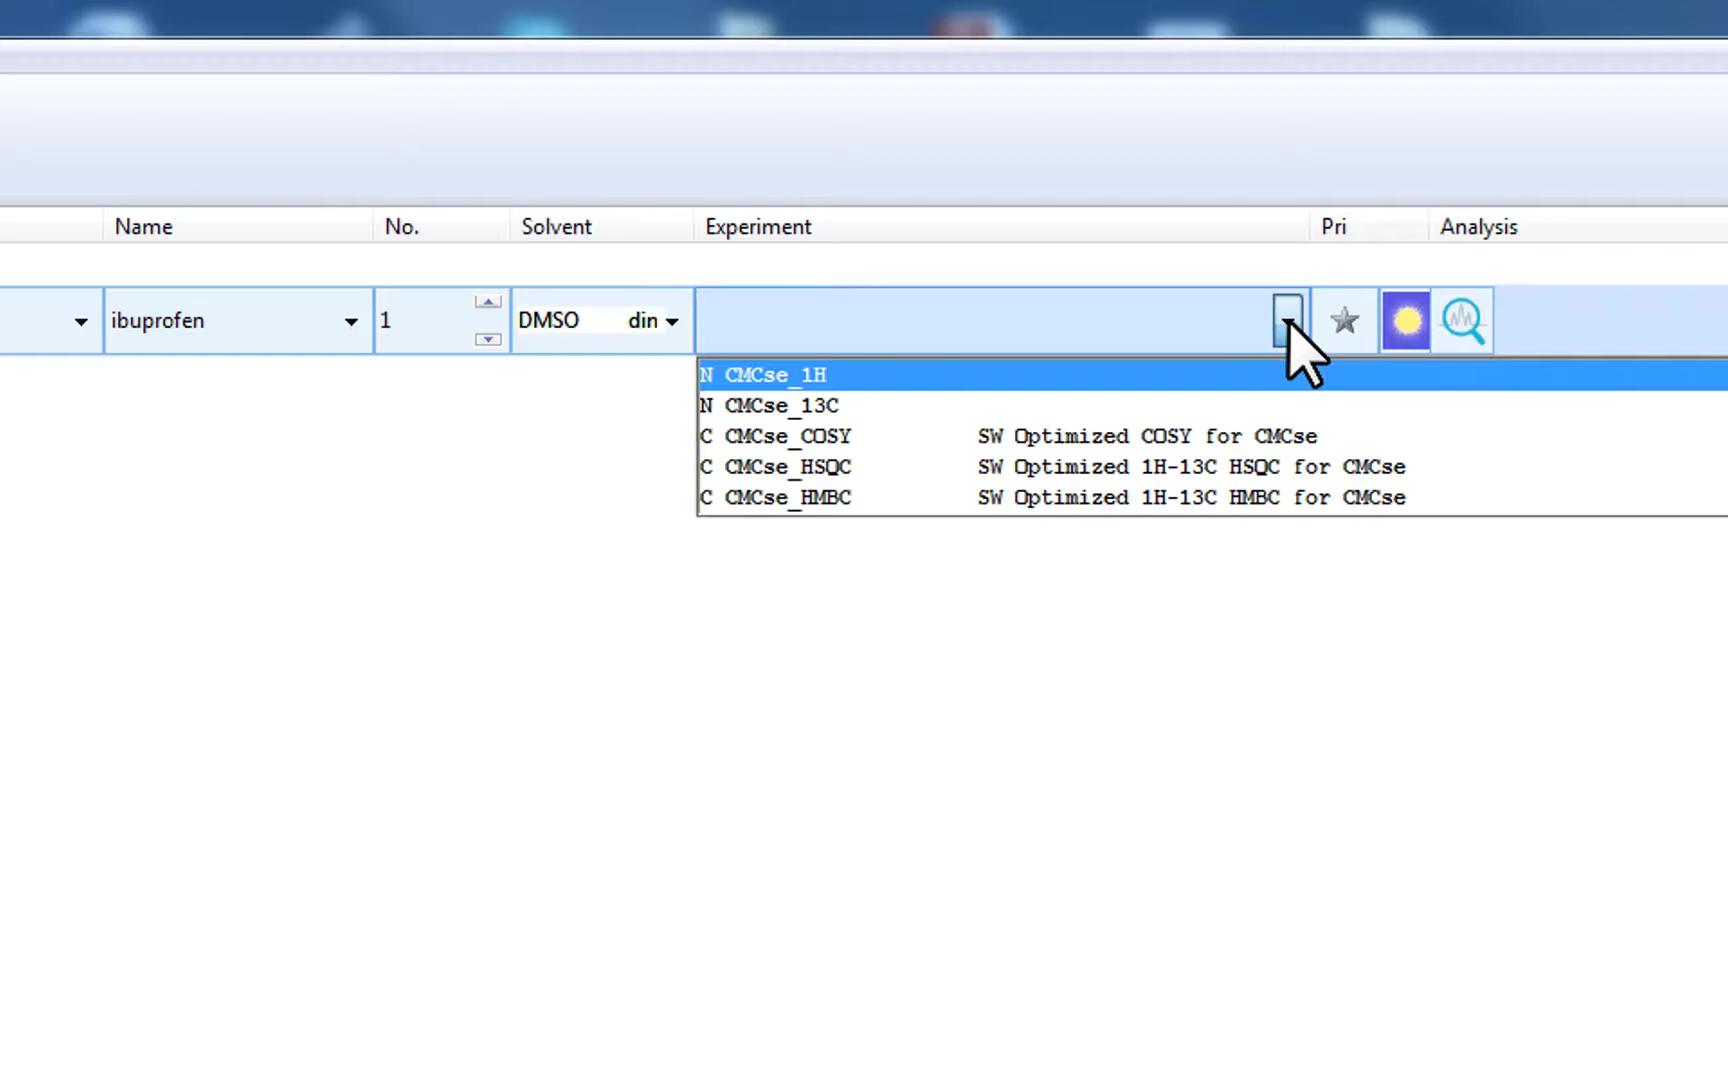 Name No. Solvent Experiment Pri Analysis
ibuprofen 1 DMSO din
N CMCse_1H
N CMCse_13C
C CMCse_COSY SW Optimized COSY for CMCse
C CMCse_HSQC SW Optimized 1H-13C HSQC for CMCse
C CMCse_HMBC SW Optimized 1H-13C HMBC for CMCse